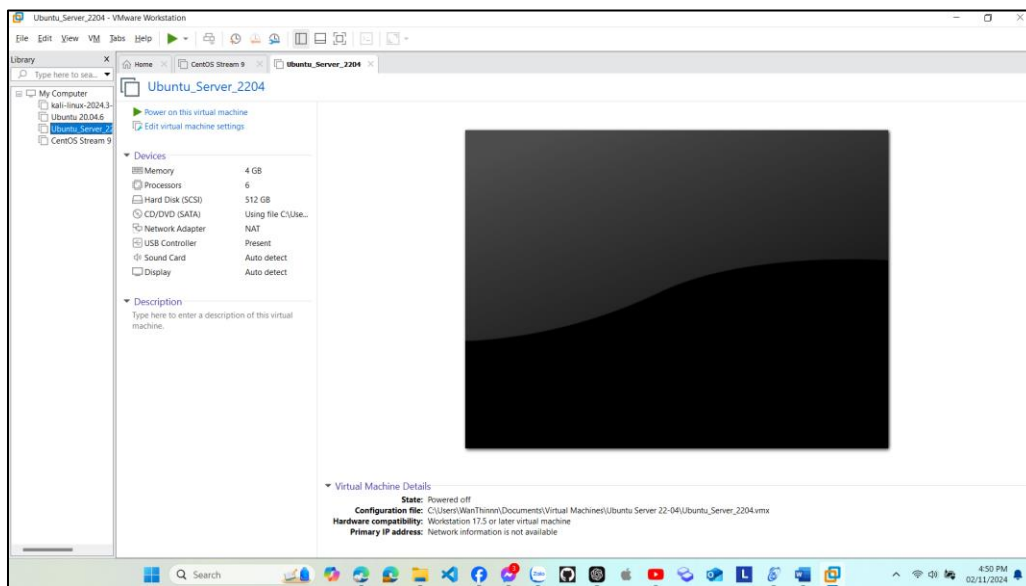 Ubuntu_Server_2204 - VMware Workstation
File Edit View VM Tabs Help
Library X
Type here to sea...
Home CentOS Stream 9 Ubuntu_Server_2204
My Computer
kali-linux-2024.3-
Ubuntu 20.04.6
Ubuntu_Server_22
CentOS Stream 9
Ubuntu_Server_2204
Power on this virtual machine
Edit virtual machine settings
Devices
Memory 4 GB
Processors 6
Hard Disk (SCSI) 512 GB
CD/DVD (SATA) Using file C:\Use...
Network Adapter NAT
USB Controller Present
Sound Card Auto detect
Display Auto detect
Description
Type here to enter a description of this virtual
machine.
Virtual Machine Details
State: Powered off
Configuration file: C:\Users\WanThinnn\Documents\Virtual Machines\Ubuntu Server 22-04\Ubuntu_Server_2204.vmx
Hardware compatibility: Workstation 17.5 or later virtual machine
Primary IP address: Network information is not available
Search
Zalo
L
4:50 PM
02/11/2024